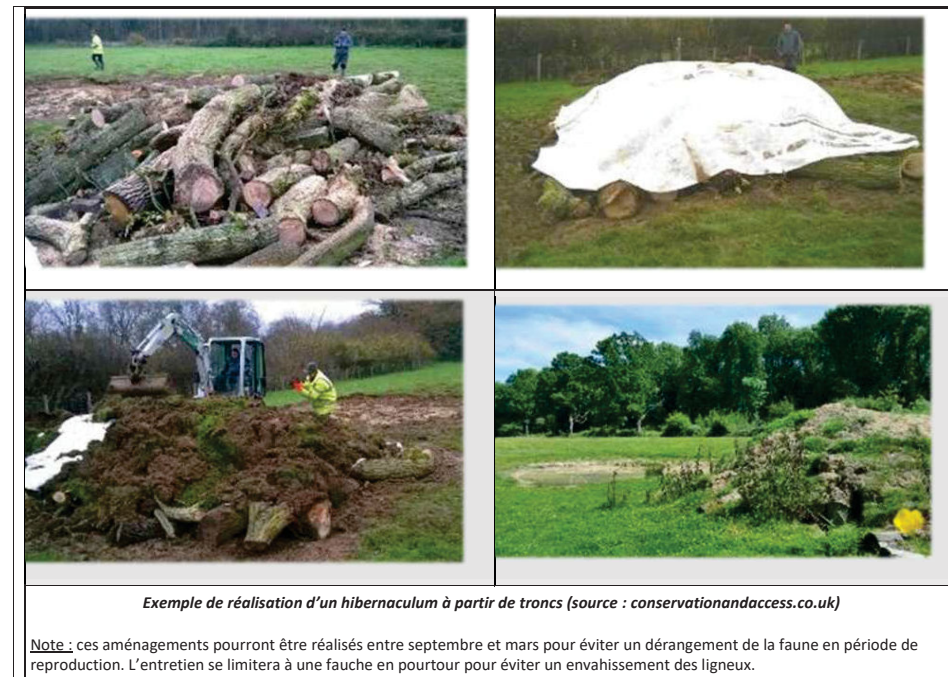 Exemple de réalisation d'un hibernaculum à partir de troncs (source : conservationandaccess.co.uk)
Note : ces aménagements pourront être réalisés entre septembre et mars pour éviter un dérangement de la faune en période de
reproduction. L'entretien se limitera à une fauche en pourtour pour éviter un envahissement des ligneux.